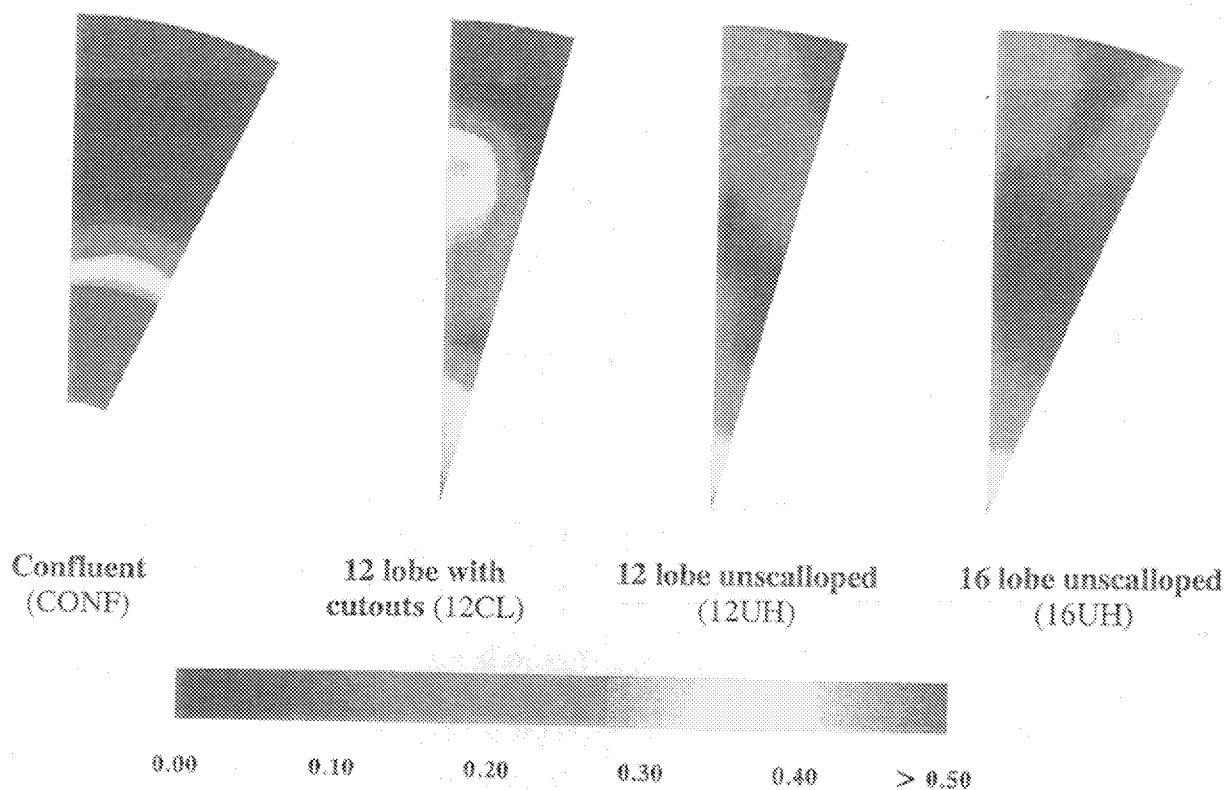 Confluent
(CONF)
12 lobe with
cutouts (12CL)
12 lobe unscalloped
(12UH)
16 lobe unscalloped
(16UH)
0.00 0.10 0.20 0.30 0.40 > 0.50